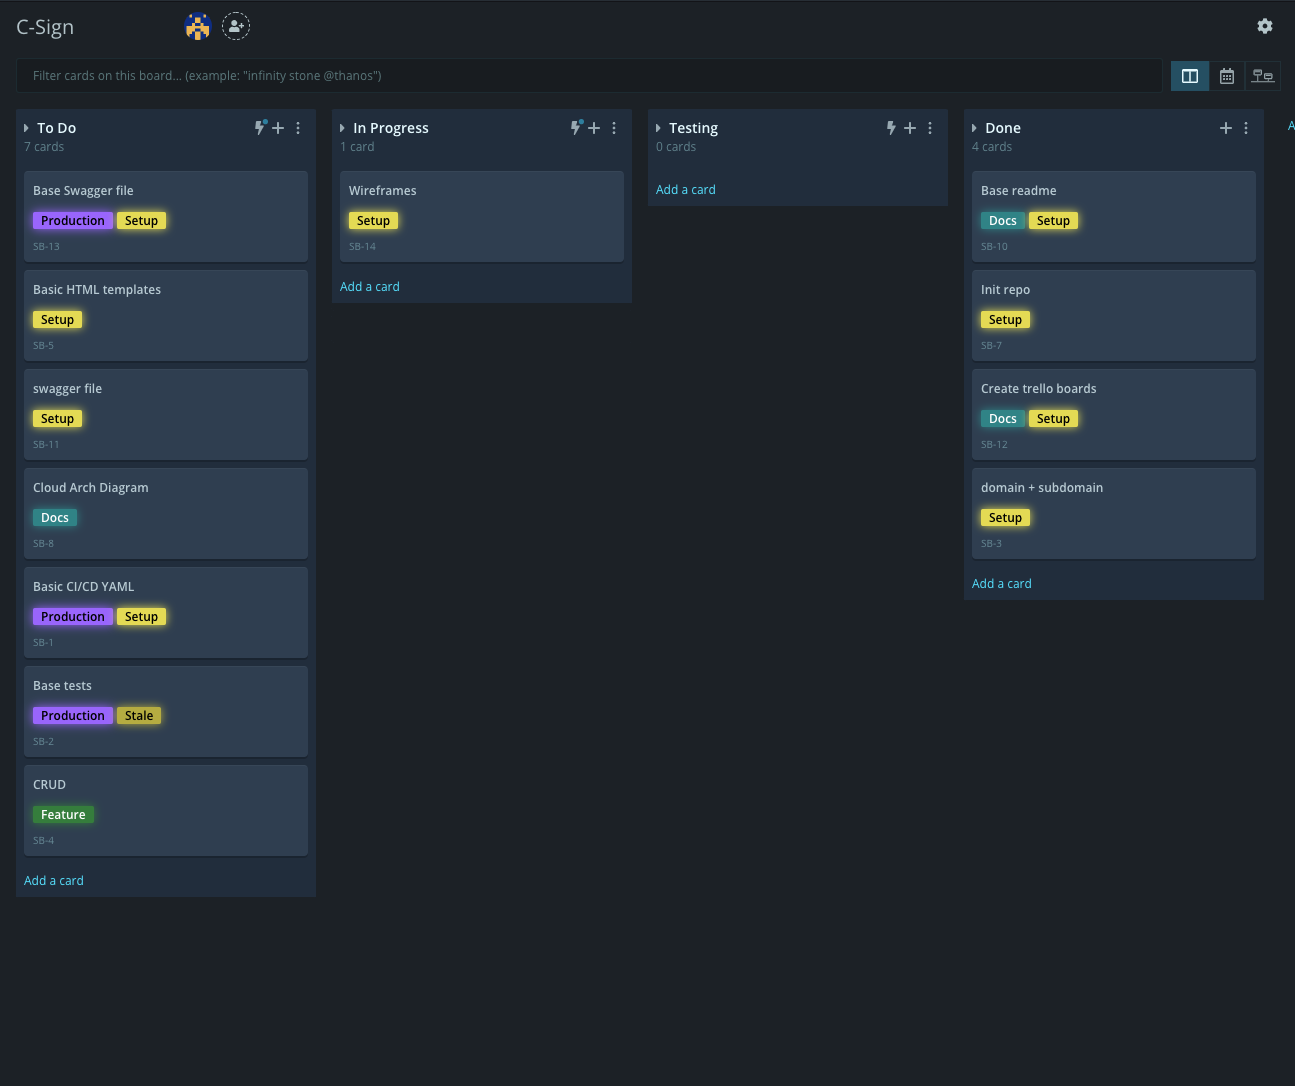 C-Sign
Filter cards on this board... (example: "infinity stone @thanos")
To Do
7 cards
Base Swagger file
Production Setup
SB-13
Basic HTML templates
Setup
SB-5
swagger file
Setup
SB-11
Cloud Arch Diagram
Docs
SB-8
Basic CI/CD YAML
Production Setup
SB-1
Base tests
Production Stale
SB-2
CRUD
Feature
SB-4
Add a card
In Progress
1 card
Wireframes
Setup
SB-14
Add a card
Testing
0 cards
Add a card
Done
4 cards
Base readme
Docs Setup
SB-10
Init repo
Setup
SB-7
Create trello boards
Docs Setup
SB-12
domain + subdomain
Setup
SB-3
Add a card